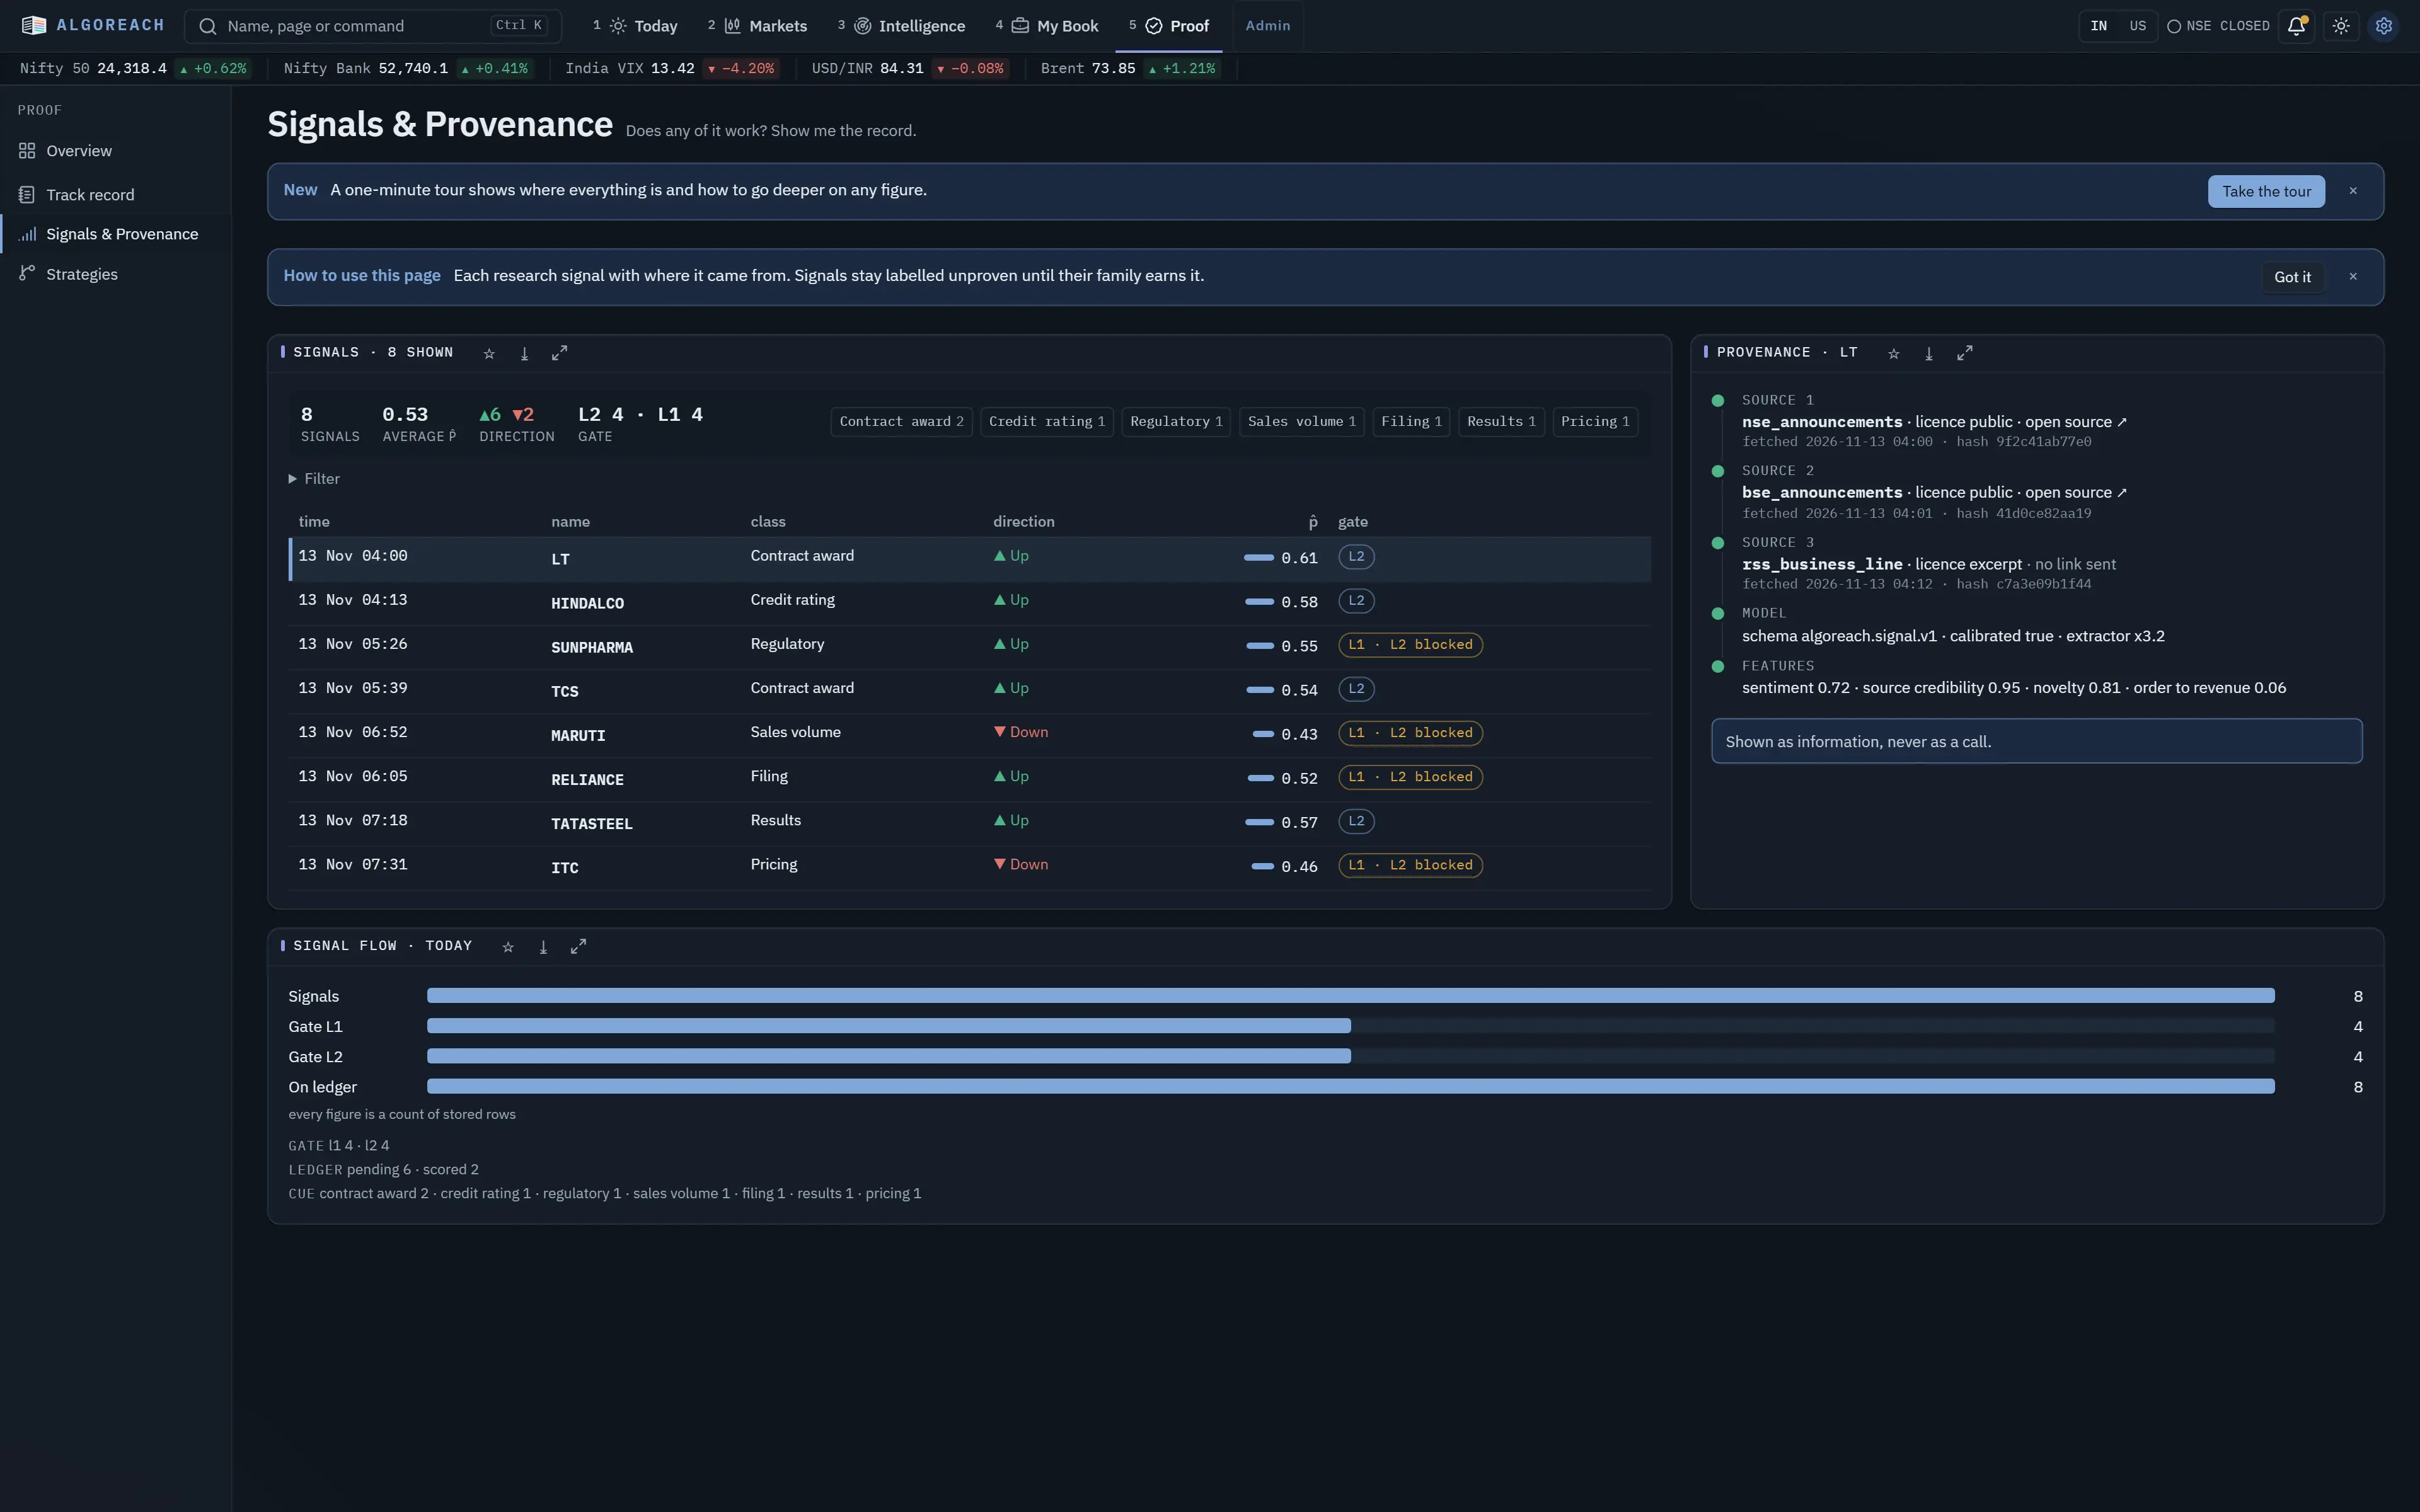 ALGOREACH Name, page or command Ctrl K 1 Today 2 Markets 3 Intelligence 4 My Book 5 Proof Admin IN US NSE CLOSED
Nifty 50 24,318.4 ▲ +0.62% Nifty Bank 52,740.1 ▲ +0.41% India VIX 13.42 ▼ −4.20% USD/INR 84.31 ▼ −0.08% Brent 73.85 ▲ +1.21%
PROOF
Overview
Track record
Signals & Provenance
Strategies
Signals & Provenance Does any of it work? Show me the record.
New A one-minute tour shows where everything is and how to go deeper on any figure. Take the tour ×
How to use this page Each research signal with where it came from. Signals stay labelled unproven until their family earns it. Got it ×
SIGNALS · 8 SHOWN
8 0.53 ▲6 ▼2 L2 4 · L1 4
SIGNALS AVERAGE P̂ DIRECTION GATE
Contract award 2 Credit rating 1 Regulatory 1 Sales volume 1 Filing 1 Results 1 Pricing 1
▶ Filter
time name class direction p̂ gate
13 Nov 04:00 LT Contract award ▲ Up 0.61 L2
13 Nov 04:13 HINDALCO Credit rating ▲ Up 0.58 L2
13 Nov 05:26 SUNPHARMA Regulatory ▲ Up 0.55 L1 · L2 blocked
13 Nov 05:39 TCS Contract award ▲ Up 0.54 L2
13 Nov 06:52 MARUTI Sales volume ▼ Down 0.43 L1 · L2 blocked
13 Nov 06:05 RELIANCE Filing ▲ Up 0.52 L1 · L2 blocked
13 Nov 07:18 TATASTEEL Results ▲ Up 0.57 L2
13 Nov 07:31 ITC Pricing ▼ Down 0.46 L1 · L2 blocked
PROVENANCE · LT
SOURCE 1
nse_announcements · licence public · open source ↗
fetched 2026-11-13 04:00 · hash 9f2c41ab77e0
SOURCE 2
bse_announcements · licence public · open source ↗
fetched 2026-11-13 04:01 · hash 41d0ce82aa19
SOURCE 3
rss_business_line · licence excerpt · no link sent
fetched 2026-11-13 04:12 · hash c7a3e09b1f44
MODEL
schema algoreach.signal.v1 · calibrated true · extractor x3.2
FEATURES
sentiment 0.72 · source credibility 0.95 · novelty 0.81 · order to revenue 0.06
Shown as information, never as a call.
SIGNAL FLOW · TODAY
Signals 8
Gate L1 4
Gate L2 4
On ledger 8
every figure is a count of stored rows
GATE l1 4 · l2 4
LEDGER pending 6 · scored 2
CUE contract award 2 · credit rating 1 · regulatory 1 · sales volume 1 · filing 1 · results 1 · pricing 1